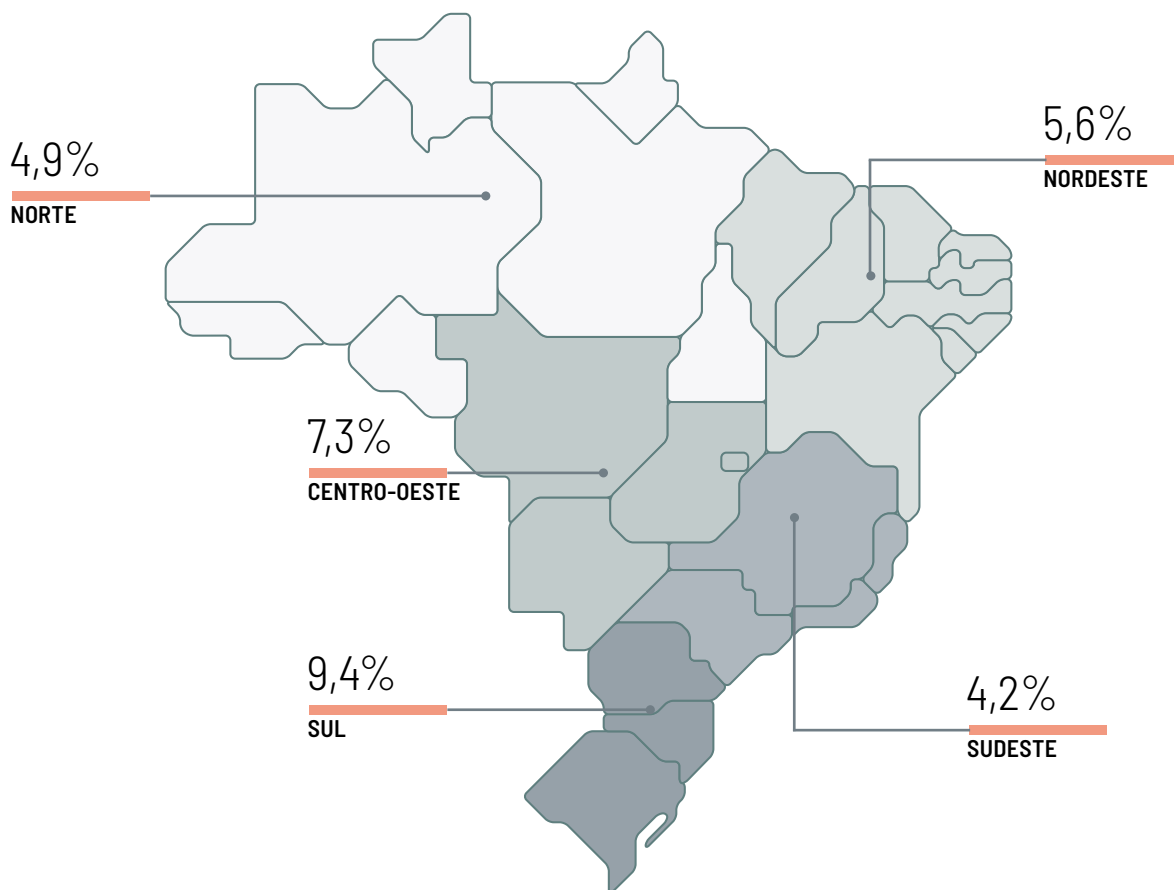 5,6%
NORDESTE
4,9%
NORTE
7,3%
CENTRO-OESTE
9,4%
SUL
4,2%
SUDESTE